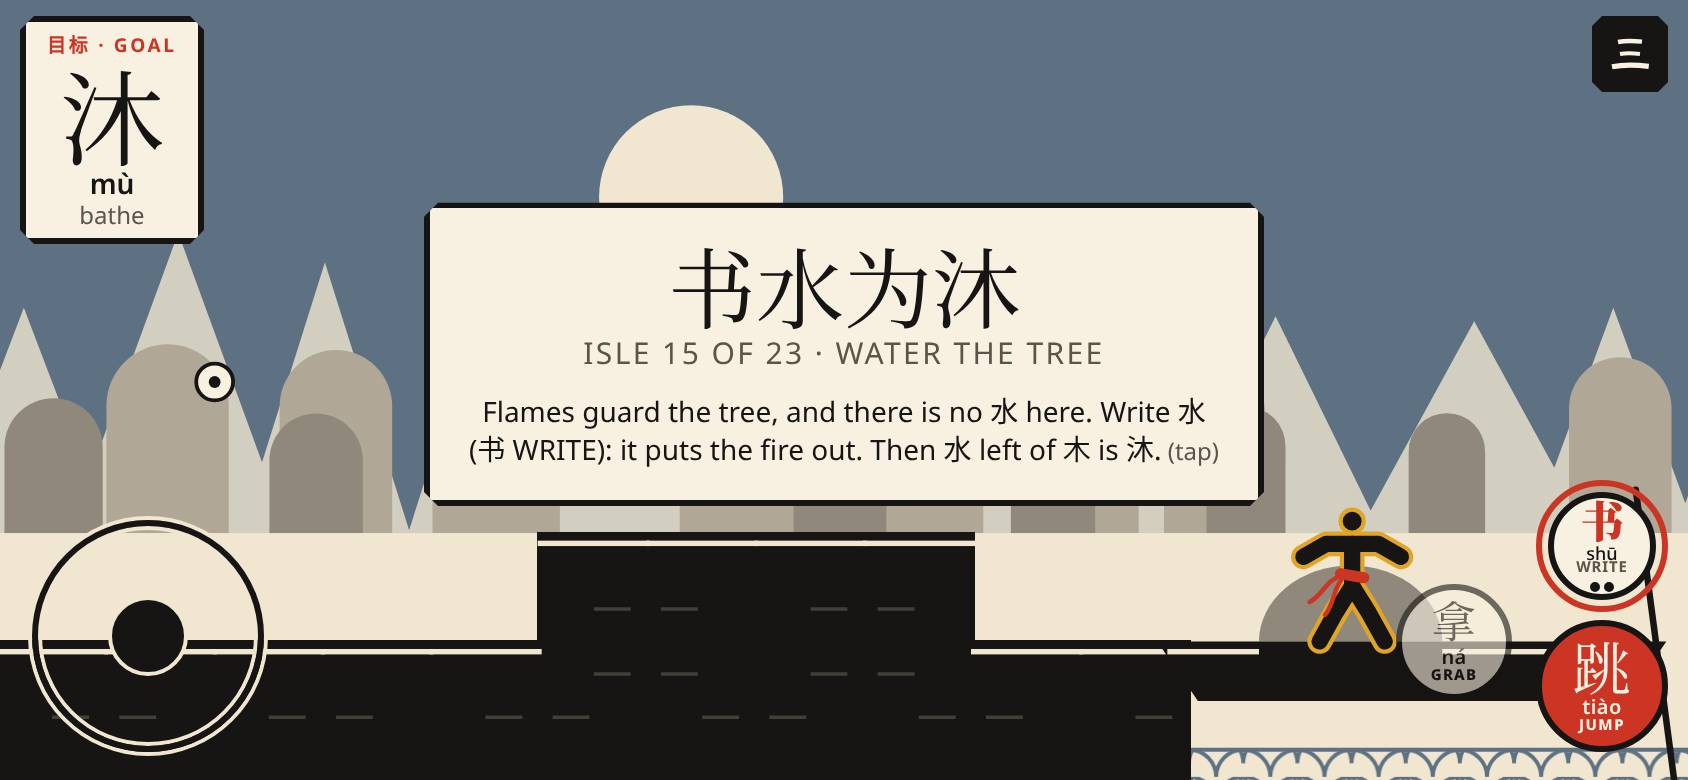 目标 · GOAL
沐
mù
bathe
三
书水为沐
ISLE 15 OF 23 · WATER THE TREE
Flames guard the tree, and there is no 水 here. Write 水
(书 WRITE): it puts the fire out. Then 水 left of 木 is 沐. (tap)
书
shū
WRITE
拿
ná
GRAB
跳
tiào
JUMP